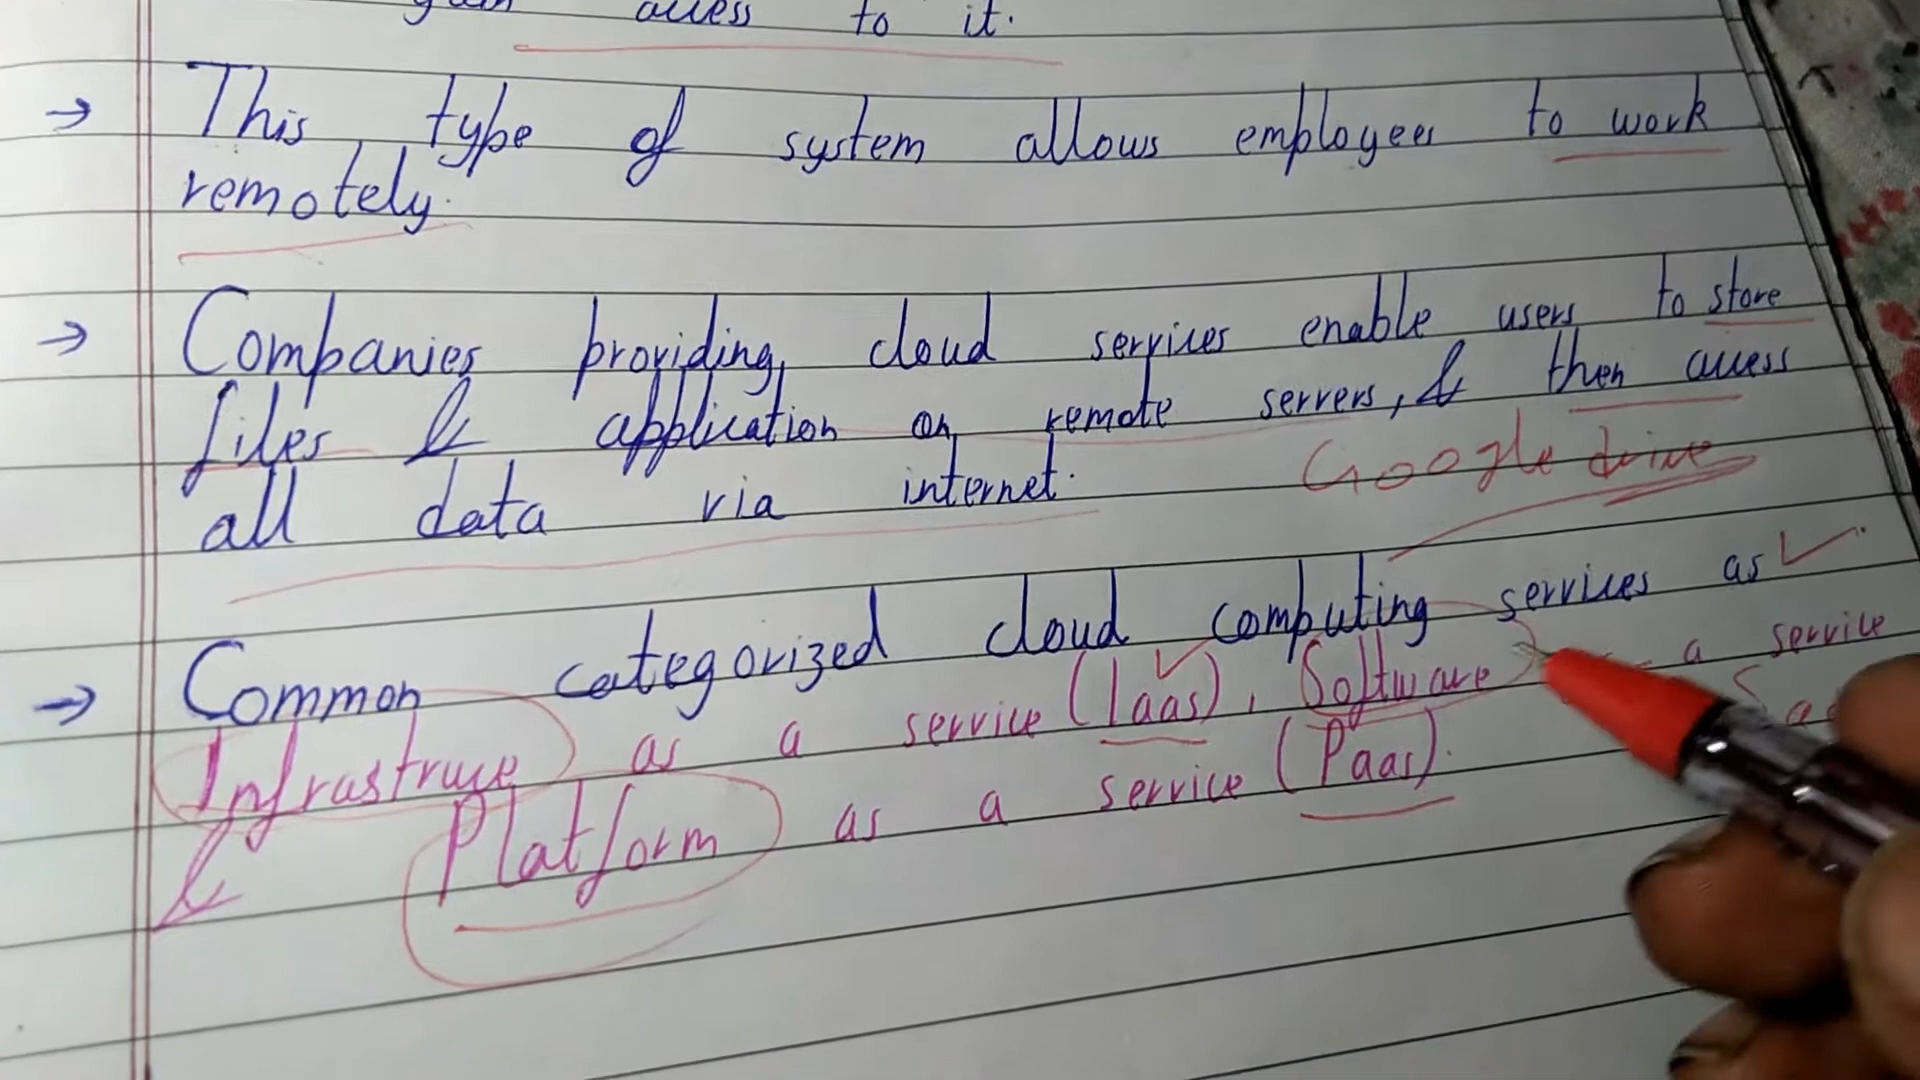 access to it.
→ This type of system allows employees to work
remotely.
→ Companies providing cloud services enable users to store
files & application on remote servers, & then access
all data via internet.
Google drive
→ Common categorized cloud computing services as
Infrastruce as a service (Iaas), Software a service
& Platform as a service (Paas).